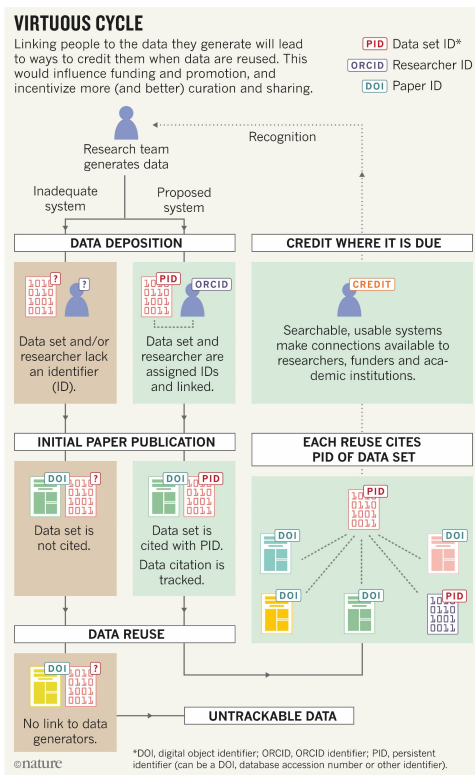 VIRTUOUS CYCLE
Linking people to the data they generate will lead
to ways to credit them when data are reused. This
would influence funding and promotion, and
incentivize more (and better) curation and sharing.
PID Data set ID*
ORCID Researcher ID
DOI Paper ID
Research team
generates data
Recognition
Inadequate
system
Proposed
system
DATA DEPOSITION
?
?
1010
0110
1001
0011
Data set and/or
researcher lack
an identifier
(ID).
PID
ORCID
1010
0110
1001
0011
Data set and
researcher are
assigned IDs
and linked.
INITIAL PAPER PUBLICATION
DOI
?
1010
0110
1001
0011
Data set is
not cited.
DOI
PID
1010
0110
1001
0011
Data set is
cited with PID.
Data citation is
tracked.
DATA REUSE
DOI
?
1010
0110
1001
0011
No link to data
generators.
UNTRACKABLE DATA
CREDIT WHERE IT IS DUE
CREDIT
Searchable, usable systems
make connections available to
researchers, funders and aca-
demic institutions.
EACH REUSE CITES
PID OF DATA SET
PID
1010
0110
1001
0011
DOI
DOI
DOI
DOI
PID
1010
0110
1001
0011
*DOI, digital object identifier; ORCID, ORCID identifier; PID, persistent
identifier (can be a DOI, database accession number or other identifier).
©nature